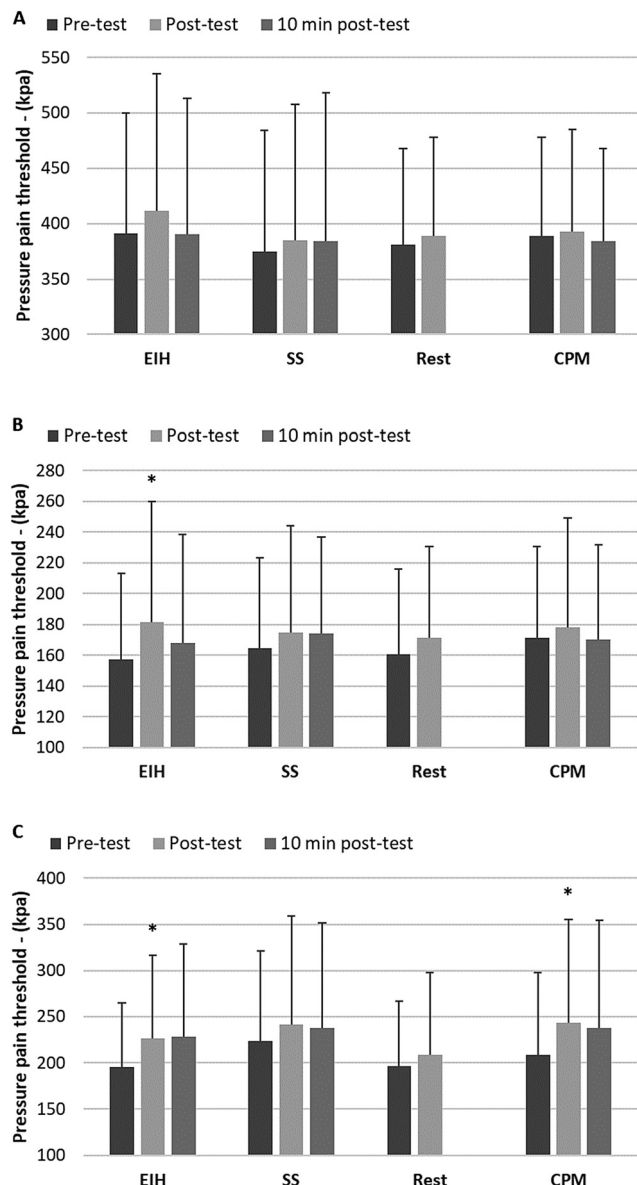 A
Pre-test Post-test 10 min post-test
Pressure pain threshold - (kpa)
550
500
450
400
350
300
EIH SS Rest CPM
B
Pre-test Post-test 10 min post-test
Pressure pain threshold - (kpa)
280
*
260
240
220
200
180
160
140
120
100
EIH SS Rest CPM
C
Pre-test Post-test 10 min post-test
Pressure pain threshold - (kpa)
400
* *
350
300
250
200
150
100
EIH SS Rest CPM